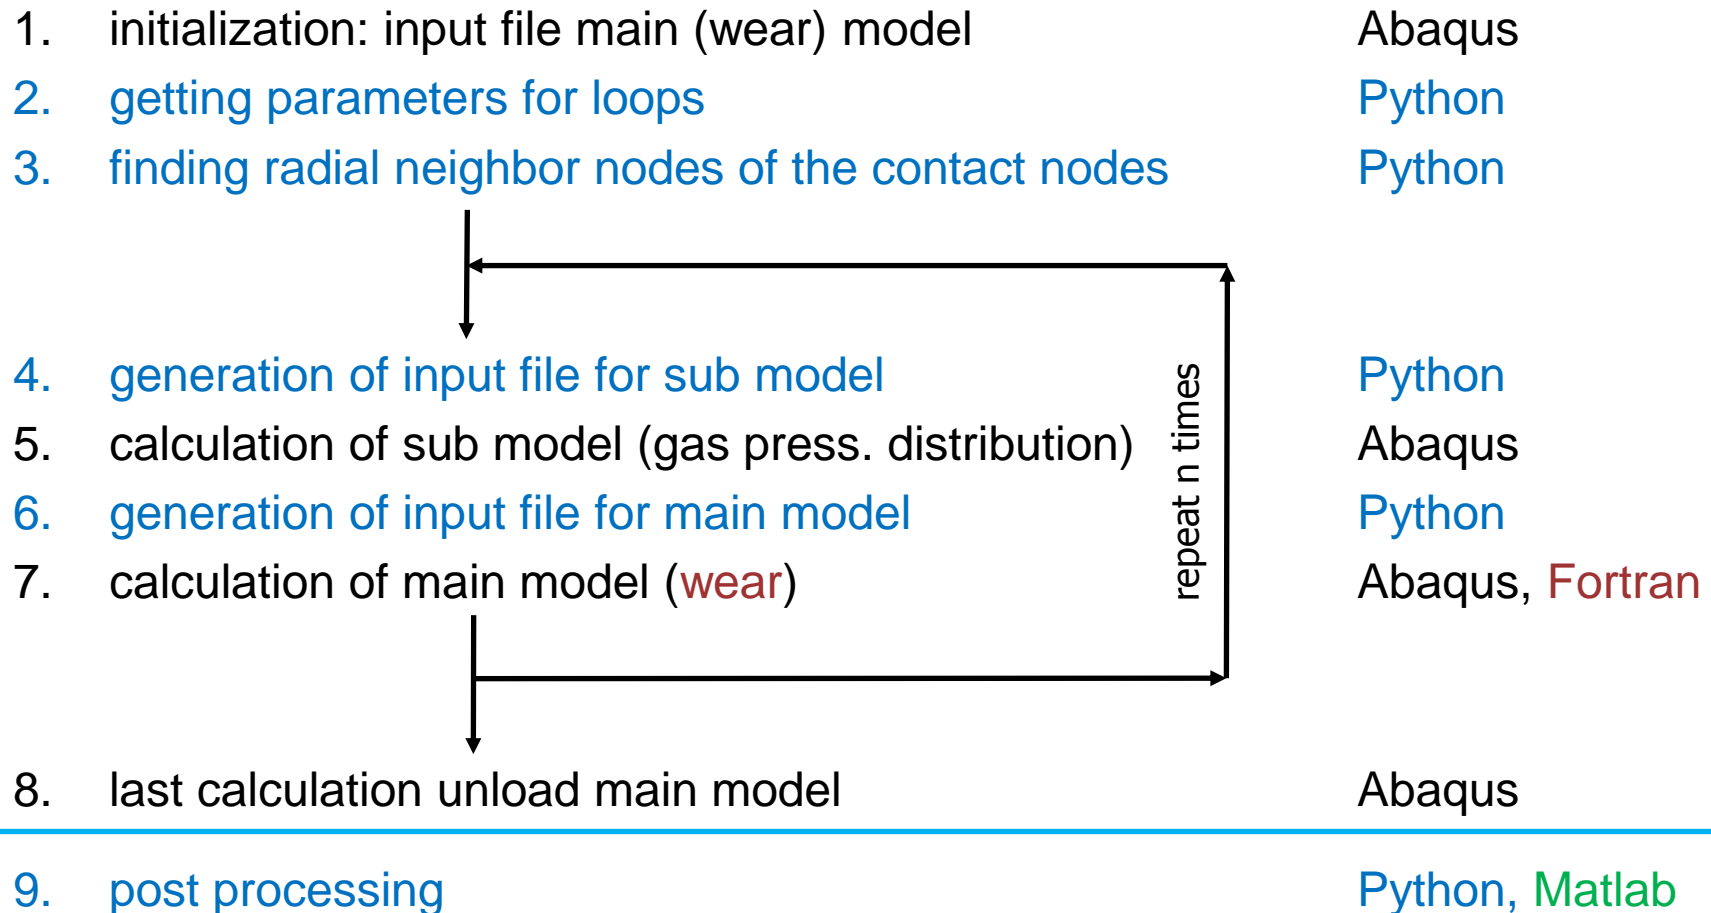 1. initialization: input file main (wear) model Abaqus
2. getting parameters for loops Python
3. finding radial neighbor nodes of the contact nodes Python
4. generation of input file for sub model Python
5. calculation of sub model (gas press. distribution) Abaqus
6. generation of input file for main model Python
7. calculation of main model (wear) Abaqus, Fortran
repeat n times
8. last calculation unload main model Abaqus
9. post processing Python, Matlab